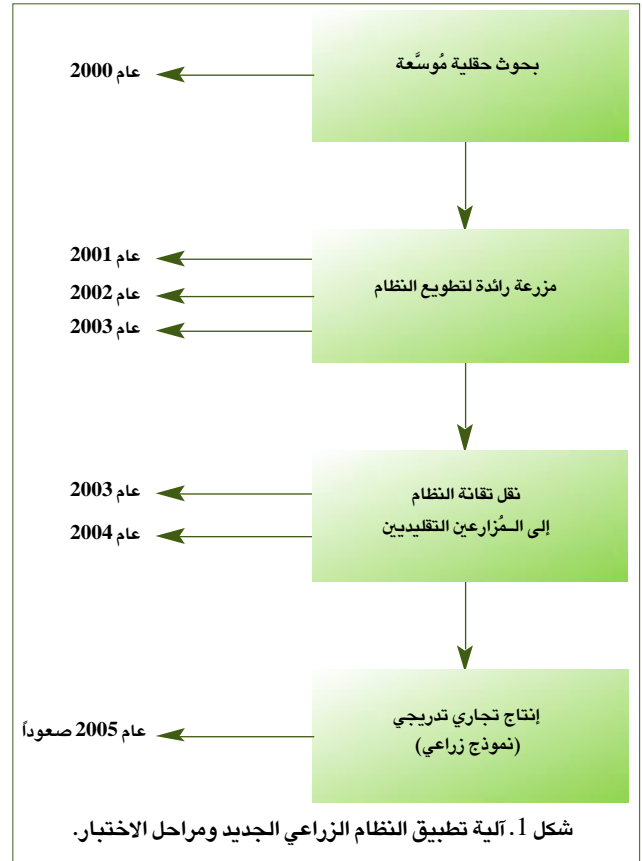 بحوث حقلية مُوسَّعة
عام 2000
مزرعة رائدة لتطويع النظام
عام 2001
عام 2002
عام 2003
نقل تقانة النظام
إلى المُزارعين التقليديين
عام 2003
عام 2004
إنتاج تجاري تدريجي
(نموذج زراعي)
عام 2005 صعوداً
شكل 1. آلية تطبيق النظام الزراعي الجديد ومراحل الاختبار.